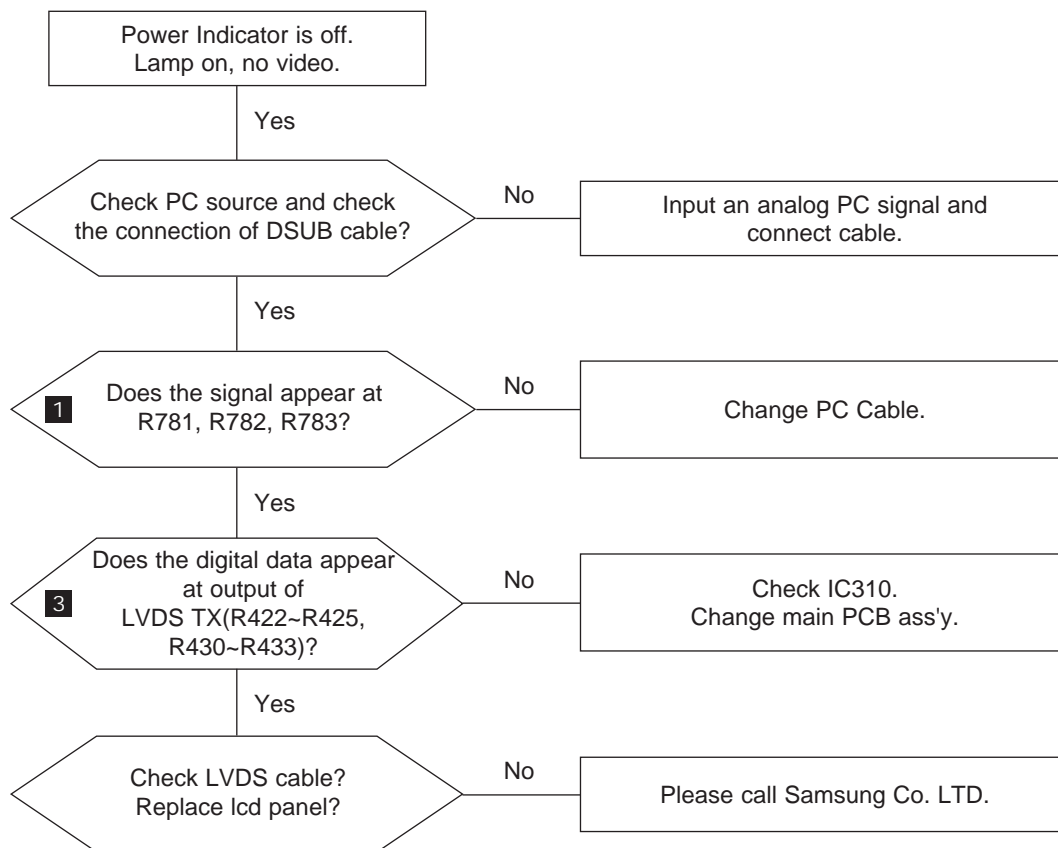 Power Indicator is off.
Lamp on, no video.
Yes
Check PC source and check
the connection of DSUB cable?
No
Input an analog PC signal and
connect cable.
Yes
1
Does the signal appear at
R781, R782, R783?
No
Change PC Cable.
Yes
3
Does the digital data appear
at output of
LVDS TX(R422~R425,
R430~R433)?
No
Check IC310.
Change main PCB ass'y.
Yes
Check LVDS cable?
Replace lcd panel?
No
Please call Samsung Co. LTD.